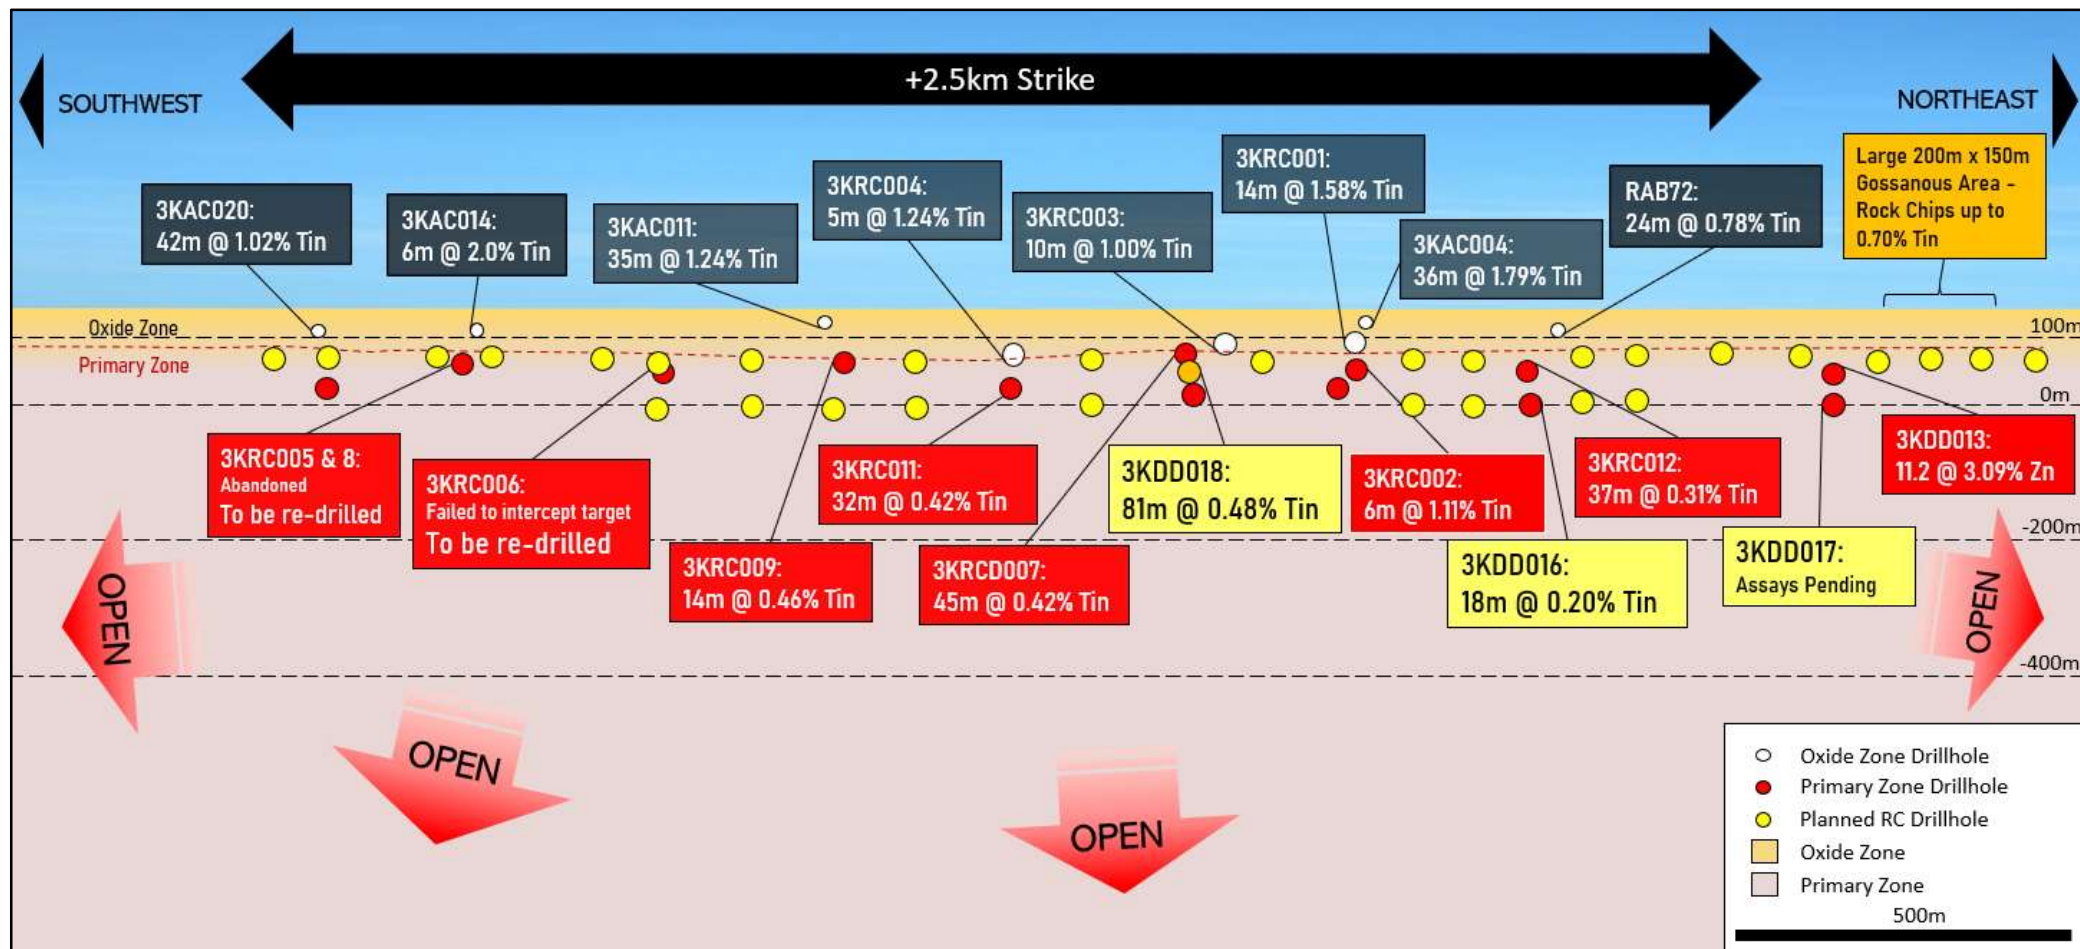 +2.5km Strike
SOUTHWEST
NORTHEAST
3KAC020:
42m @ 1.02% Tin
3KAC014:
6m @ 2.0% Tin
3KAC011:
35m @ 1.24% Tin
3KRC004:
5m @ 1.24% Tin
3KRC003:
10m @ 1.00% Tin
3KRC001:
14m @ 1.58% Tin
3KAC004:
36m @ 1.79% Tin
RAB72:
24m @ 0.78% Tin
Large 200m x 150m
Gossanous Area -
Rock Chips up to
0.70% Tin
Oxide Zone
100m
Primary Zone
0m
3KRC005 & 8:
Abandoned
To be re-drilled
3KRC006:
Failed to intercept target
To be re-drilled
3KRC009:
14m @ 0.46% Tin
3KRC011:
32m @ 0.42% Tin
3KRCD007:
45m @ 0.42% Tin
3KDD018:
81m @ 0.48% Tin
3KRC002:
6m @ 1.11% Tin
3KDD016:
18m @ 0.20% Tin
3KRC012:
37m @ 0.31% Tin
3KDD017:
Assays Pending
3KDD013:
11.2 @ 3.09% Zn
-200m
-400m
OPEN
OPEN
OPEN
OPEN
Oxide Zone Drillhole
Primary Zone Drillhole
Planned RC Drillhole
Oxide Zone
Primary Zone
500m